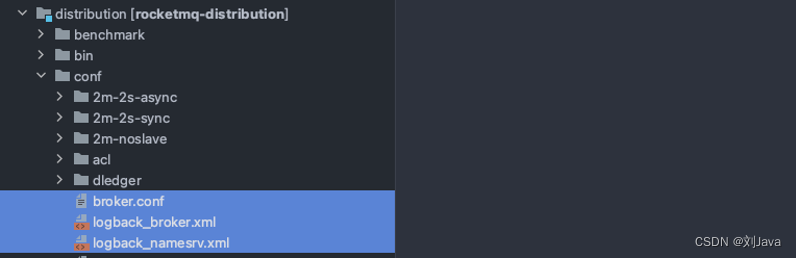 distribution [rocketmq-distribution]
benchmark
bin
conf
2m-2s-async
2m-2s-sync
2m-noslave
acl
dledger
broker.conf
logback_broker.xml
logback_namesrv.xml
CSDN @刘Java